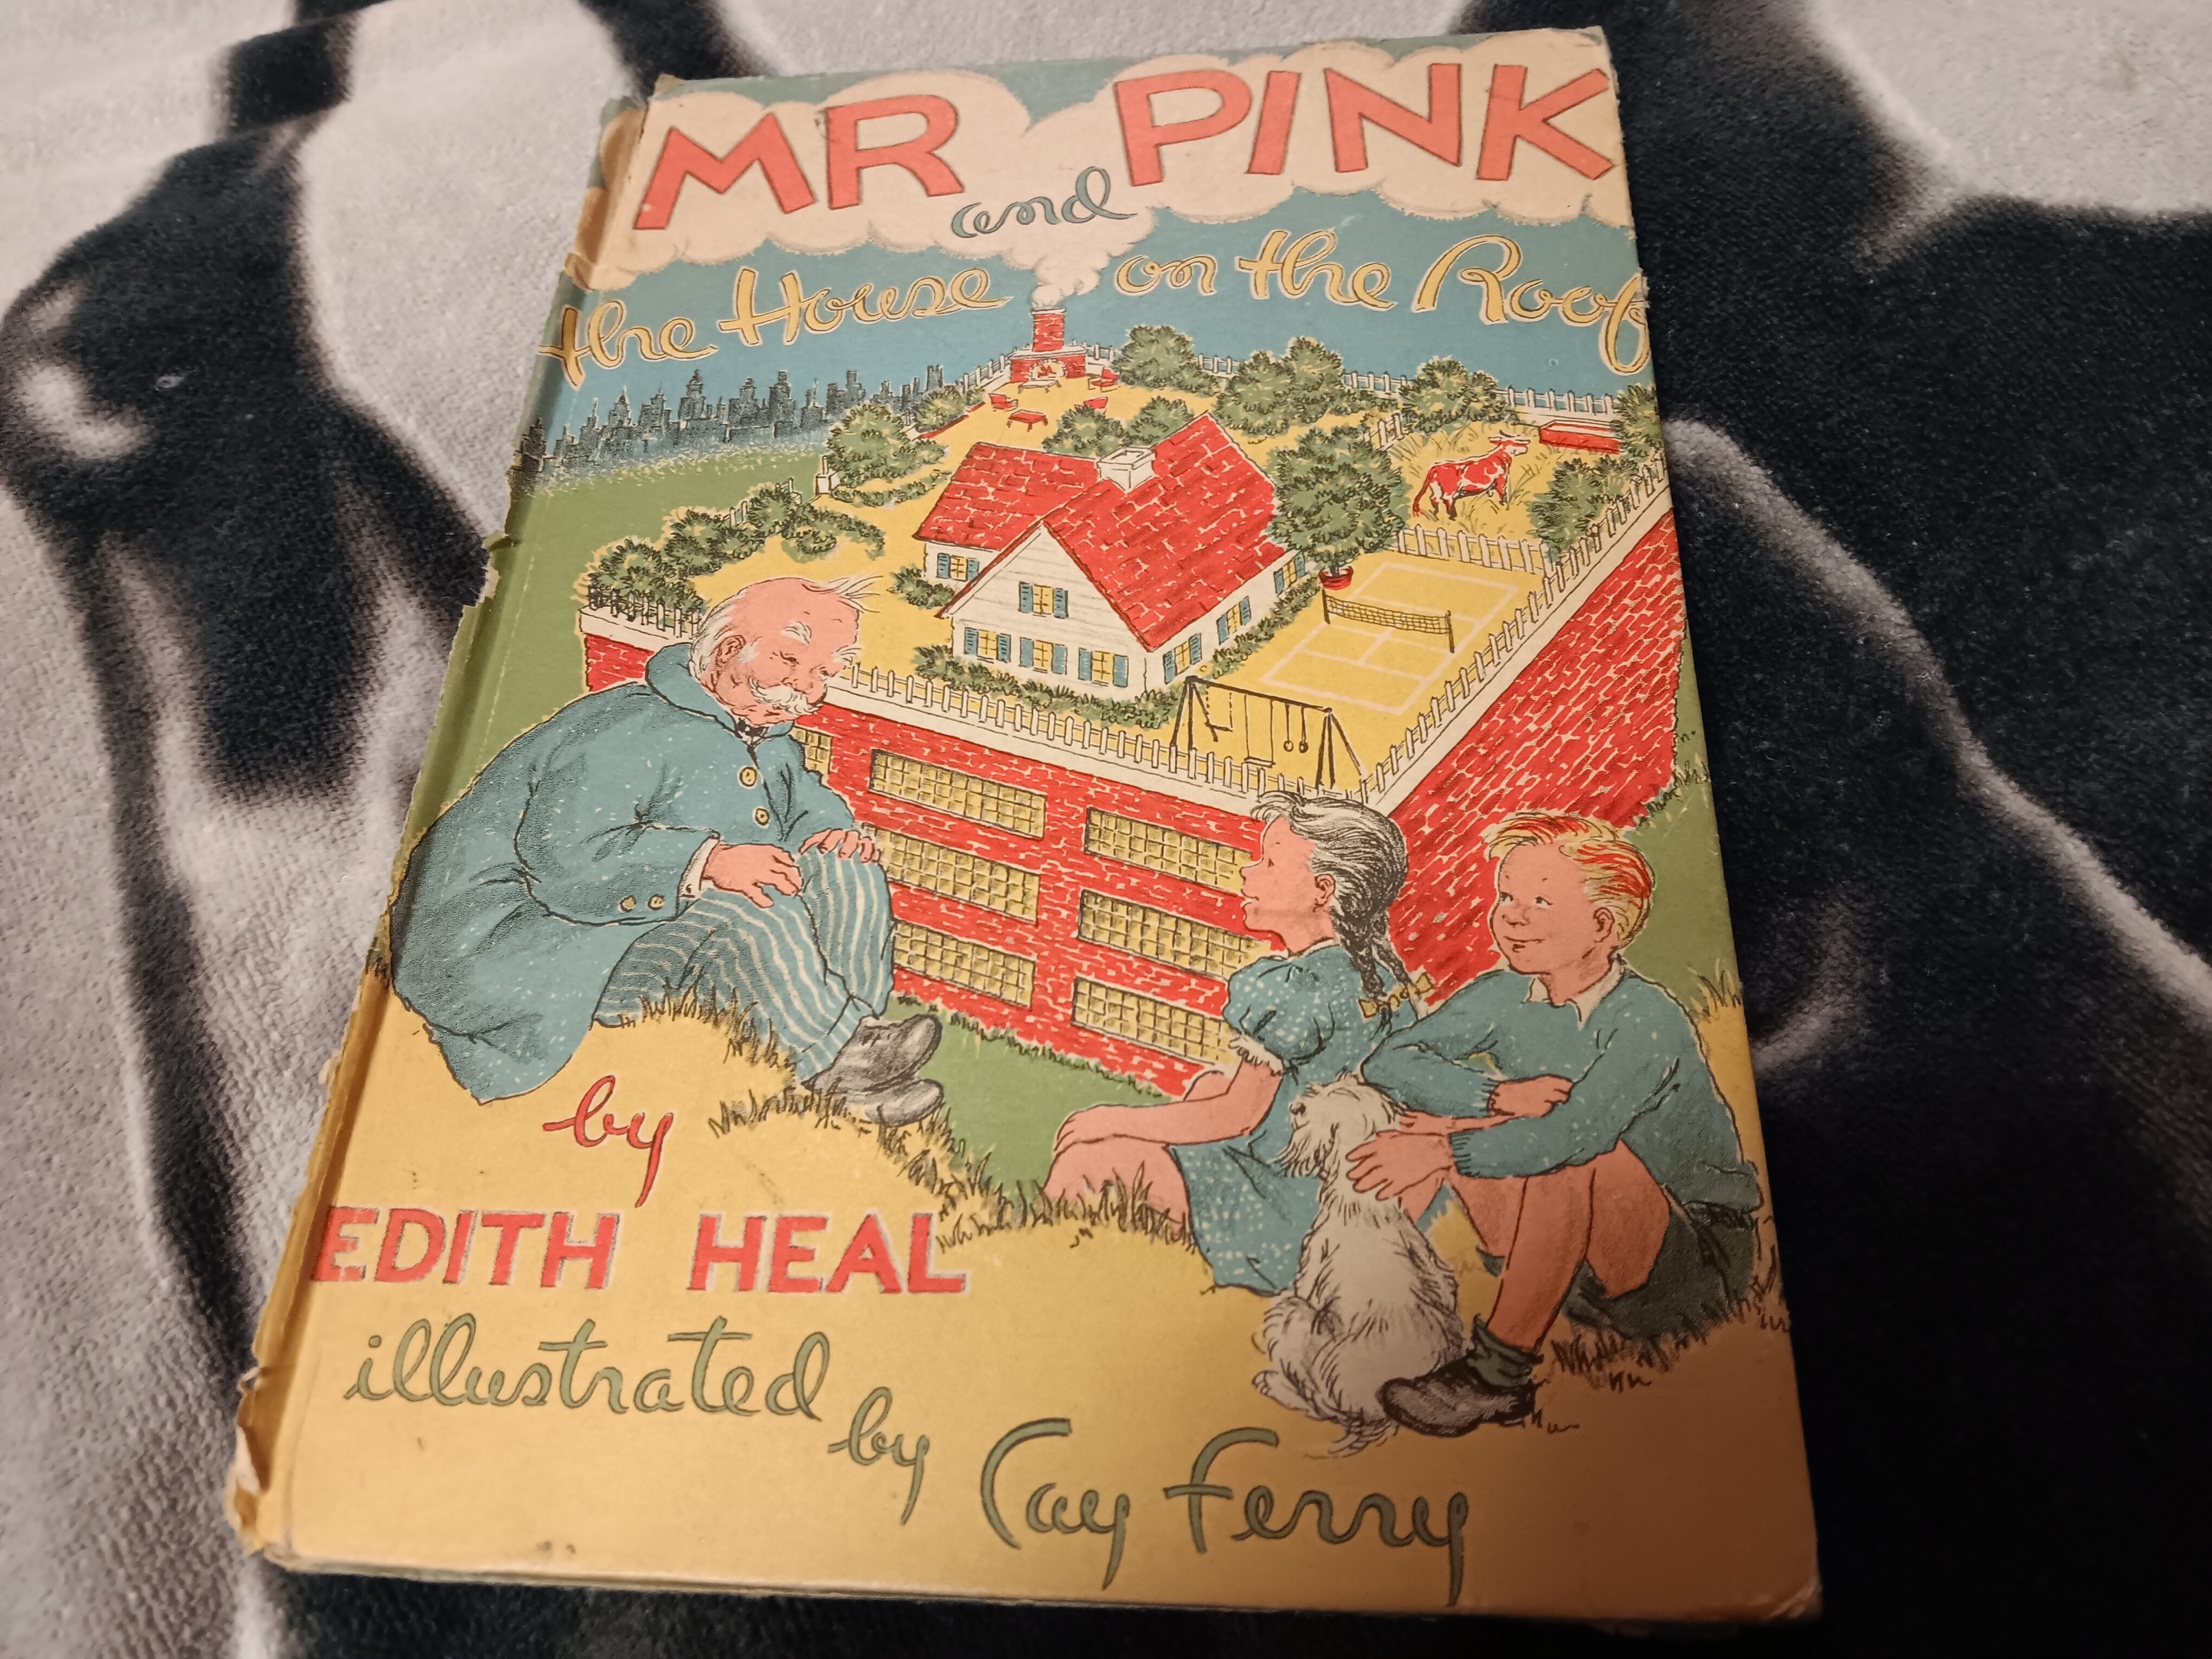 MR PINK
and
the House on the Roof
by
EDITH HEAL
illustrated by Cay Ferry